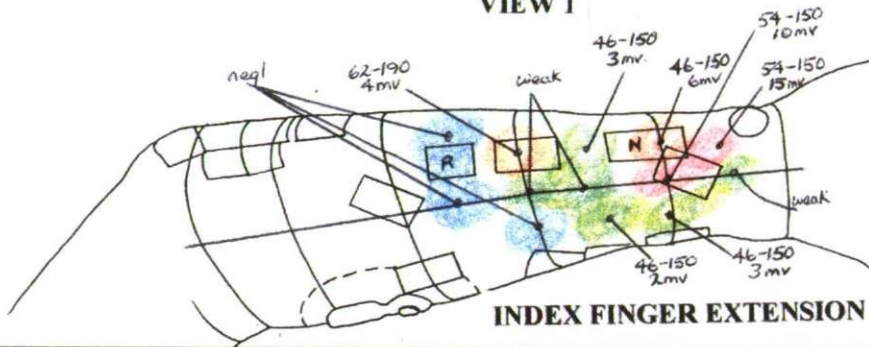 VIEW 1
54-150
10mv
46-150
3mv.
negl
62-190
4mv
weak
46-150
6mv
54-150
15mv
R
N
weak
46-150
2mv
46-150
3mv
INDEX FINGER EXTENSION